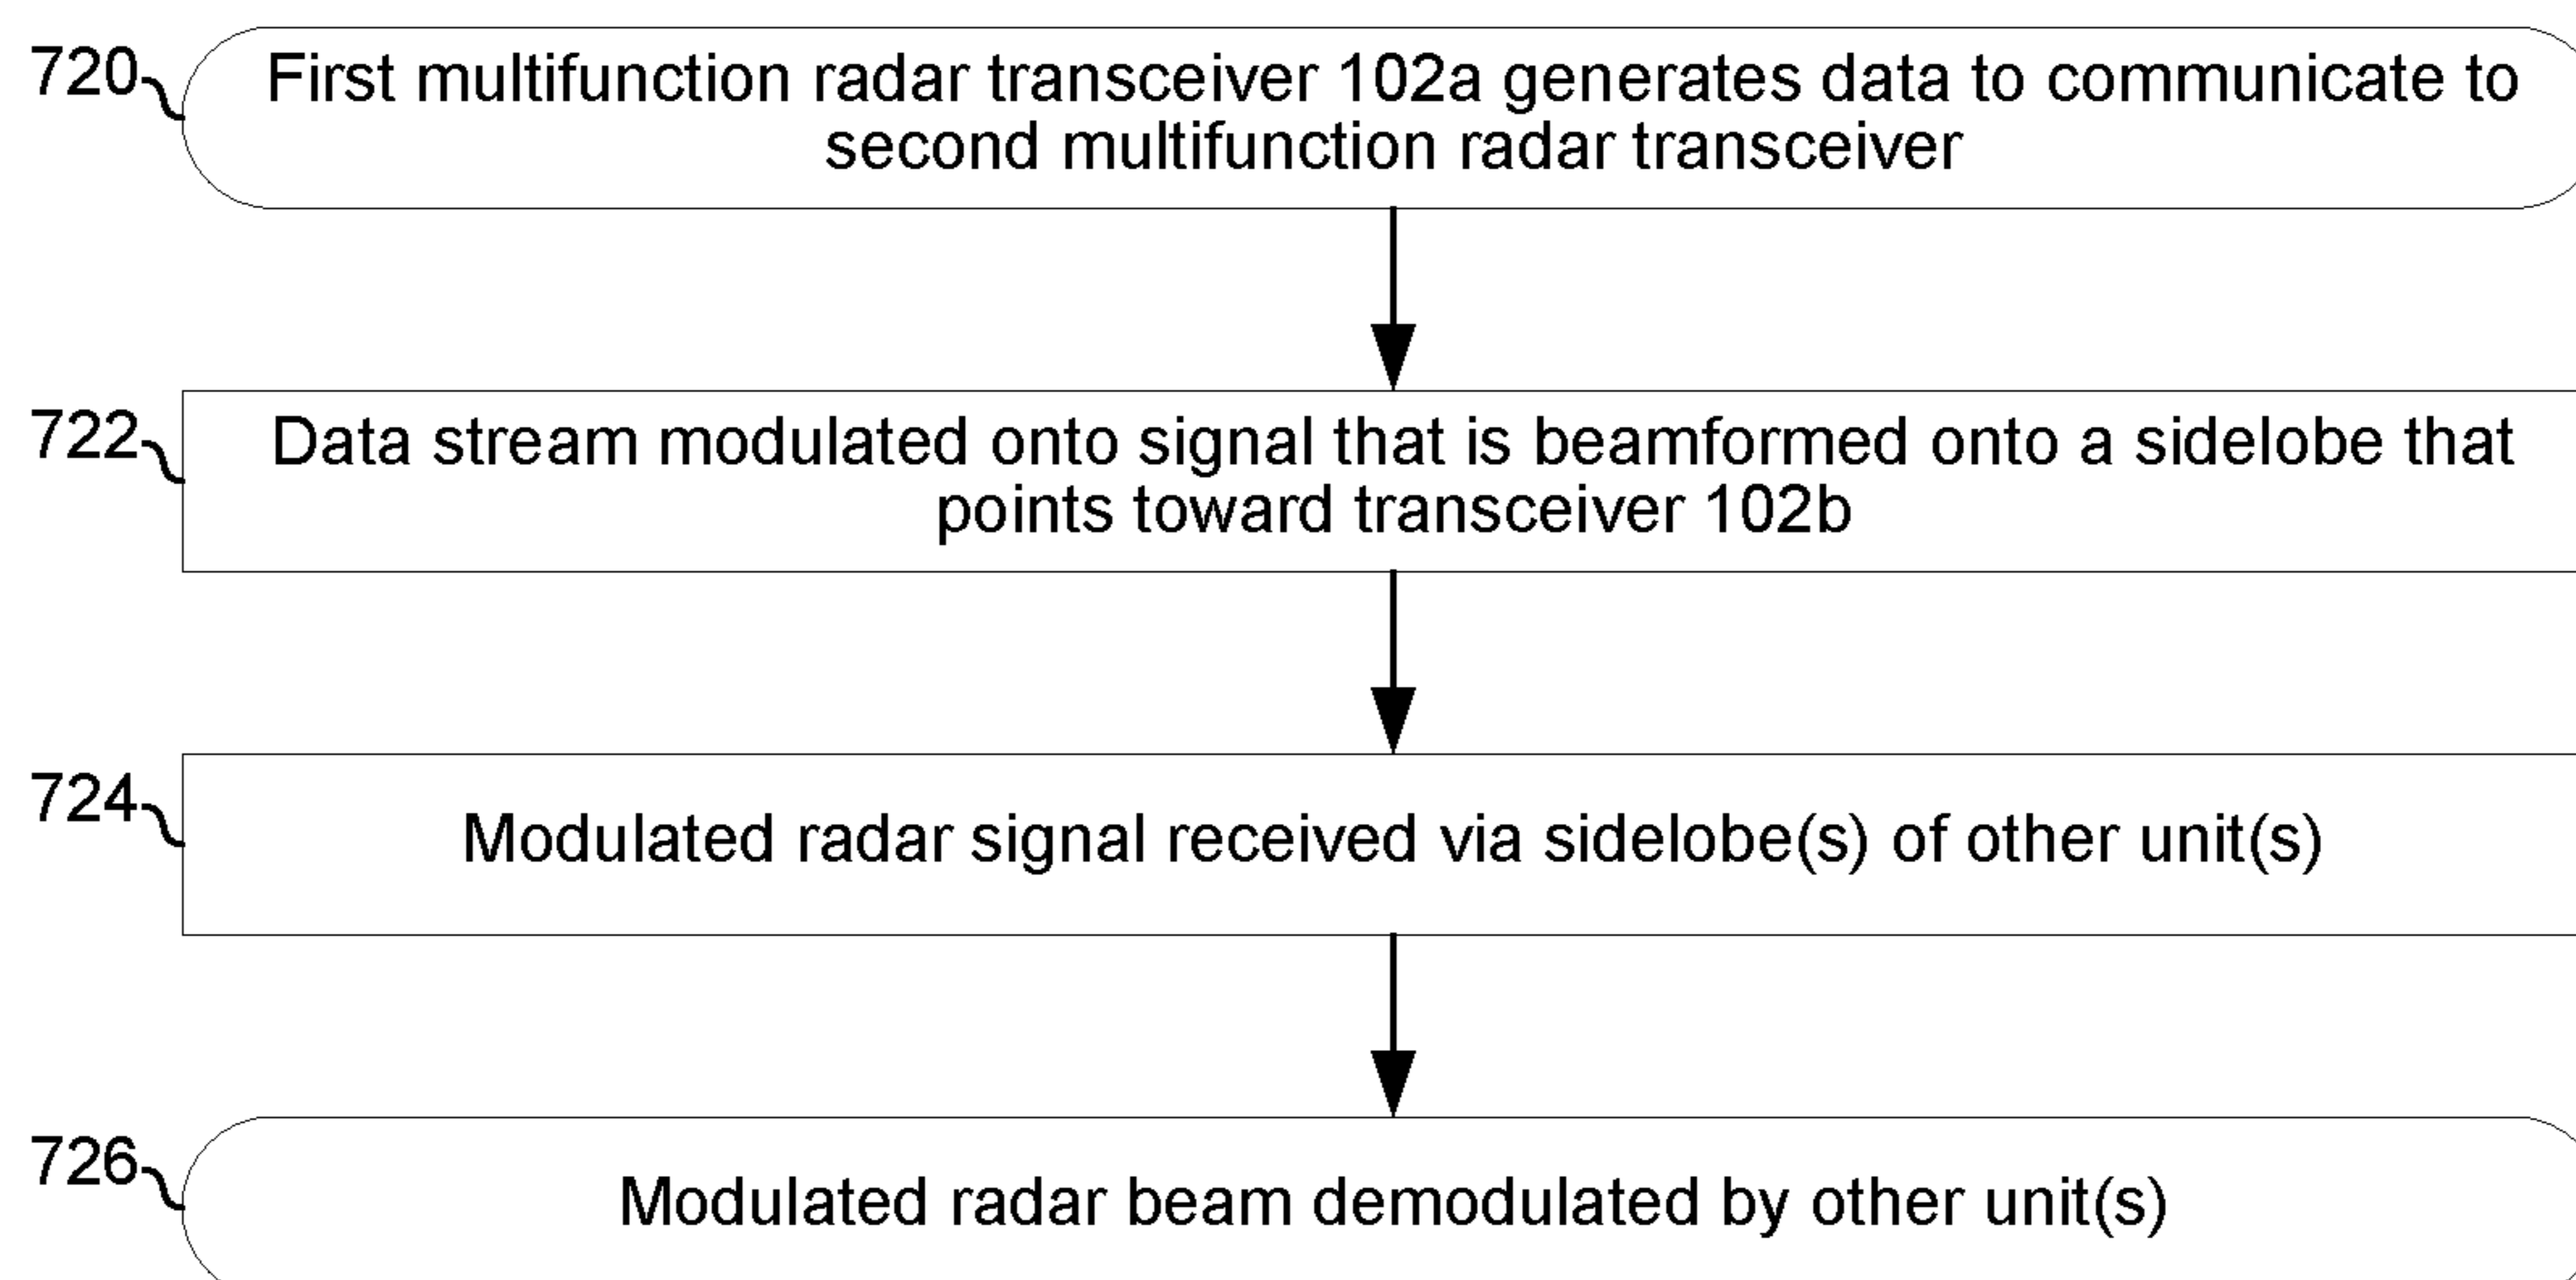 720
First multifunction radar transceiver 102a generates data to communicate to
second multifunction radar transceiver
722
Data stream modulated onto signal that is beamformed onto a sidelobe that
points toward transceiver 102b
724
Modulated radar signal received via sidelobe(s) of other unit(s)
726
Modulated radar beam demodulated by other unit(s)